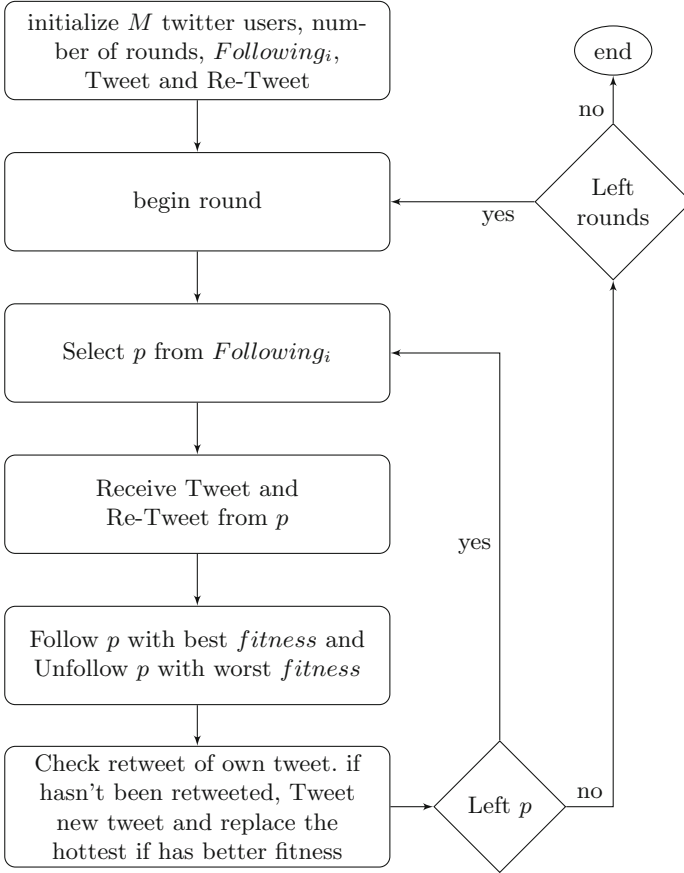 initialize M twitter users, num-
ber of rounds, Following_i,
Tweet and Re-Tweet
end
no
begin round
Left
rounds
yes
Select p from Following_i
Receive Tweet and
Re-Tweet from p
yes
Follow p with best fitness and
Unfollow p with worst fitness
Check retweet of own tweet. if
hasn't been retweeted, Tweet
new tweet and replace the
hottest if has better fitness
Left p
no